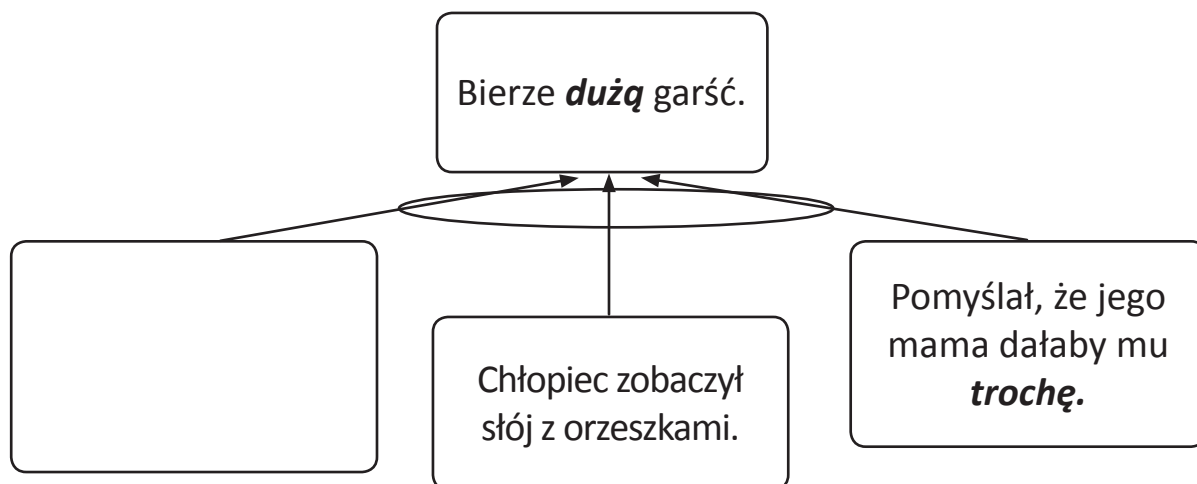 Bierze dużą garść.
Chłopiec zobaczył
słój z orzeszkami.
Pomyślał, że jego
mama dałaby mu
trochę.